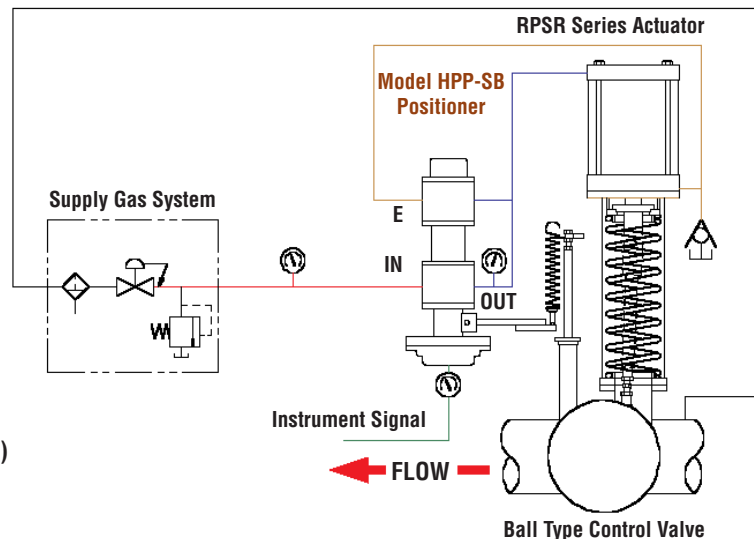 RPSR Series Actuator
Model HPP-SB
Positioner
Supply Gas System
E
IN
OUT
Instrument Signal
)
FLOW
Ball Type Control Valve